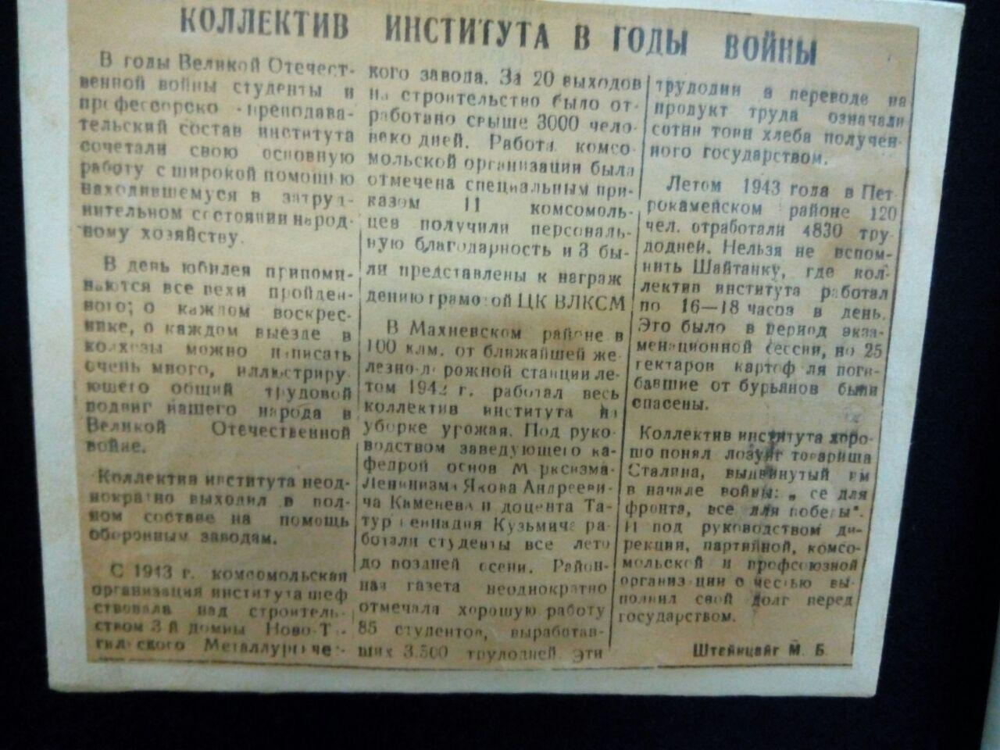 КОЛЛЕКТИВ ИНСТИТУТА В ГОДЫ ВОЙНЫ
В годы Великой Отечест-
венной войны студенты и
профессорско-преподава-
тельский состав института
сочетали свою основную
работу с широкой помощью
находившемуся в затруд-
нительном состоянии народ-
ному хозяйству.
В день юбилея припоми-
наются все вехи пройден-
ного; о каждом воскрес-
нике, о каждом выезде в
колхозы можно написать
очень много, иллюстриру-
ющего общий трудовой
подвиг нашего народа в
Великой Отечественной
войне.
Коллектив института неод-
нократно выходил в пол-
ном составе на помощь
оборонным заводам.
С 1943 г. комсомольская
организация института шеф
ствовала над строитель-
ством 3 й домны Ново-Та-
гильского Металлургиче-
кого завода. За 20 выходов
на строительство было от-
работано свыше 3000 чело-
веко дней. Работа комсо-
мольской организации была
отмечена специальным при-
казом 11 комсомоль-
цев получили персональ-
ную благодарность и 3 бы-
ли представлены к награж
дению грамотой ЦК ВЛКСМ
В Махневском районе в
100 клм. от ближайшей же-
лезно-дорожной станции ле-
том 1942 г. работал весь
коллектив института на
уборке урожая. Под руко-
водством заведующего ка-
федрой основ Марксизма-
Ленинизма Якова Андрееви-
ча Каменева и доцента Та-
тур Геннадия Кузьмича ра-
ботали студенты все лето
до поздней осени. Район-
ная газета неоднократно
отмечала хорошую работу
85 студентов, выработав-
ших 3.500 трудодней. Эти
трудодни в переводе на
продукт труда означали
сотни тонн хлеба получен-
ного государством.
Летом 1943 года в Пет-
рокамейском районе 120
чел. отработали 4830 тру-
додней. Нельзя не вспом-
нить Шайтанку, где кол-
лектив института работал
по 16—18 часов в день.
Это было в период экза-
менационной сессии, но 25
гектаров картофеля поги-
бавшие от бурьянов были
спасены.
Коллектив института хоро-
шо понял лозунг товарища
Сталина, выдвинутый им
в начале войны: „ се для
фронта, все для победы".
И под руководством ди-
рекции, партийной, комсо-
мольской и профсоюзной
организации с честью вы-
полнил свой долг перед
государством.
Штейнцайг М. Б.